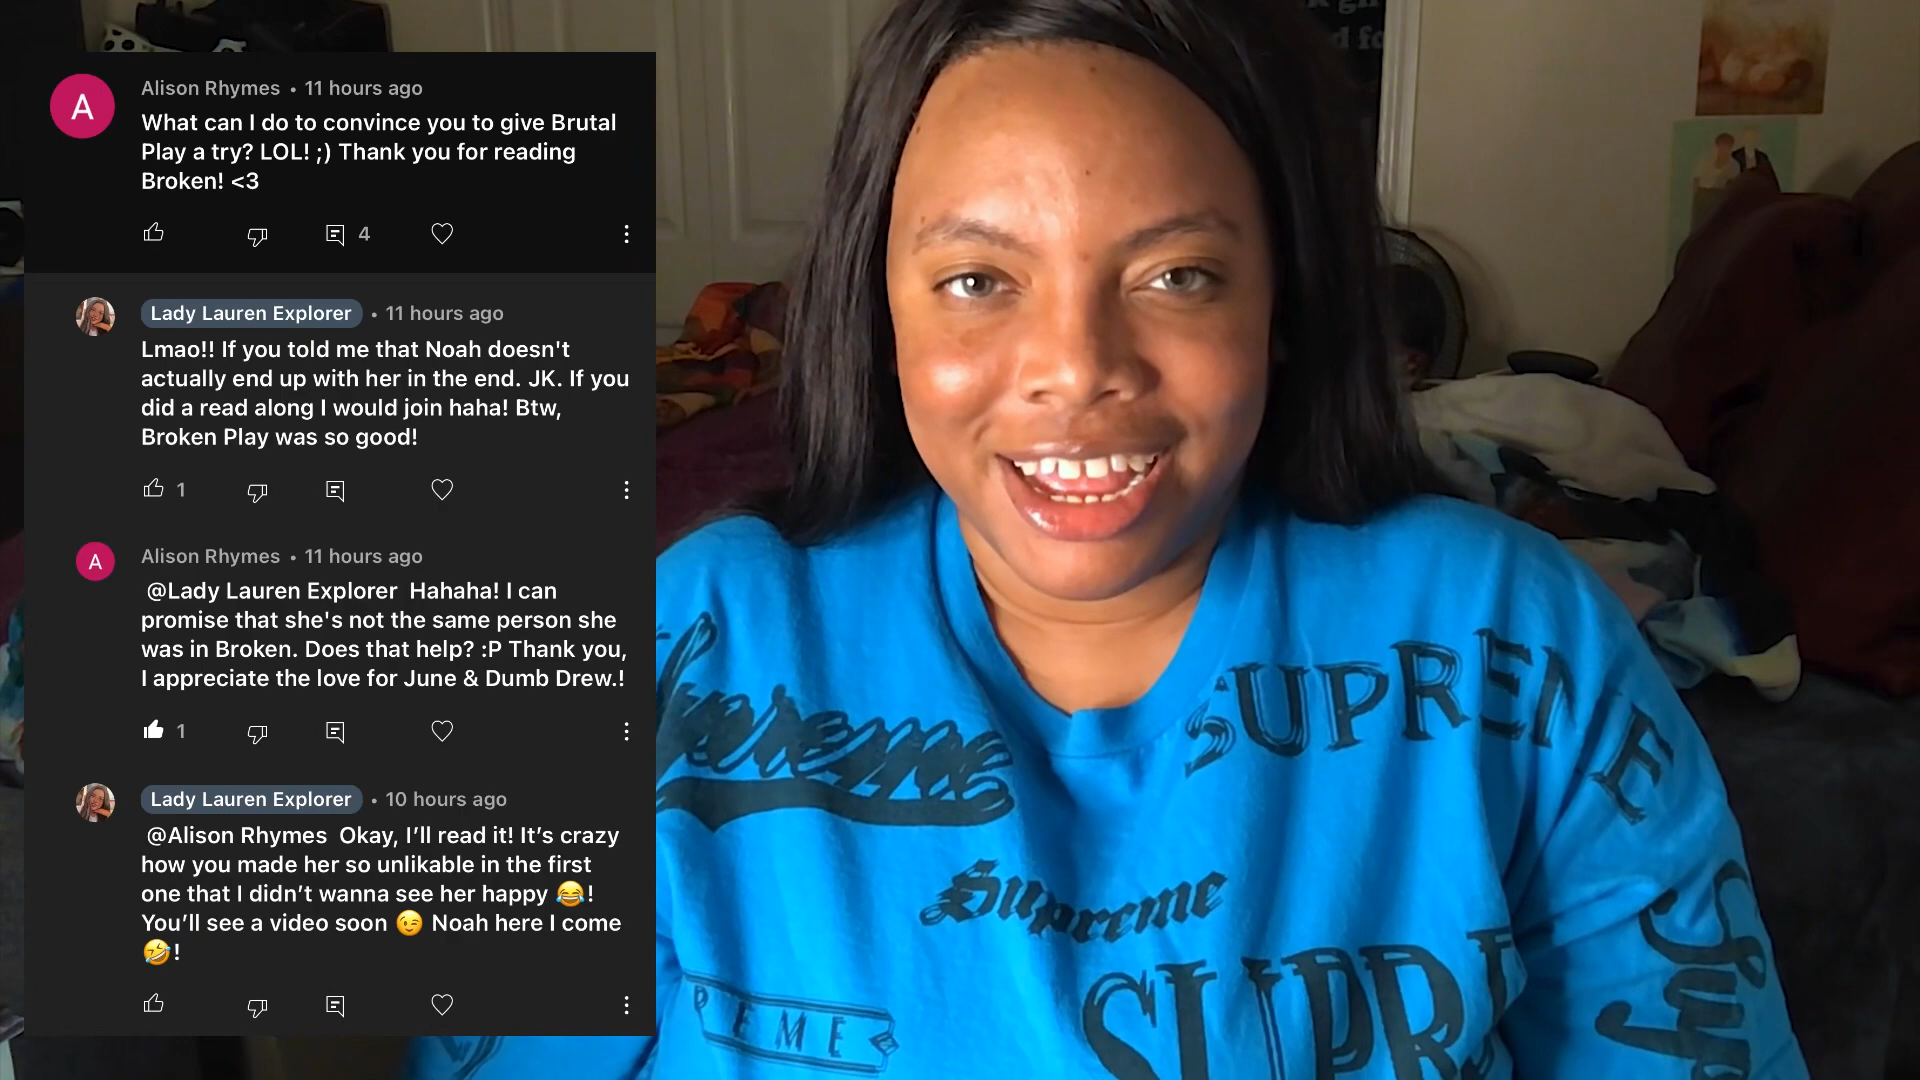 Alison Rhymes • 11 hours ago
What can I do to convince you to give Brutal
Play a try? LOL! ;) Thank you for reading
Broken! <3
4
Lady Lauren Explorer • 11 hours ago
Lmao!! If you told me that Noah doesn't
actually end up with her in the end. JK. If you
did a read along I would join haha! Btw,
Broken Play was so good!
1
A
Alison Rhymes • 11 hours ago
@Lady Lauren Explorer Hahaha! I can
promise that she's not the same person she
was in Broken. Does that help? :P Thank you,
I appreciate the love for June & Dumb Drew.!
1
A
Lady Lauren Explorer • 10 hours ago
@Alison Rhymes Okay, I’ll read it! It’s crazy
how you made her so unlikable in the first
one that I didn’t wanna see her happy 😂!
You’ll see a video soon 😉 Noah here I come
🤣!
SUPREME
Supreme